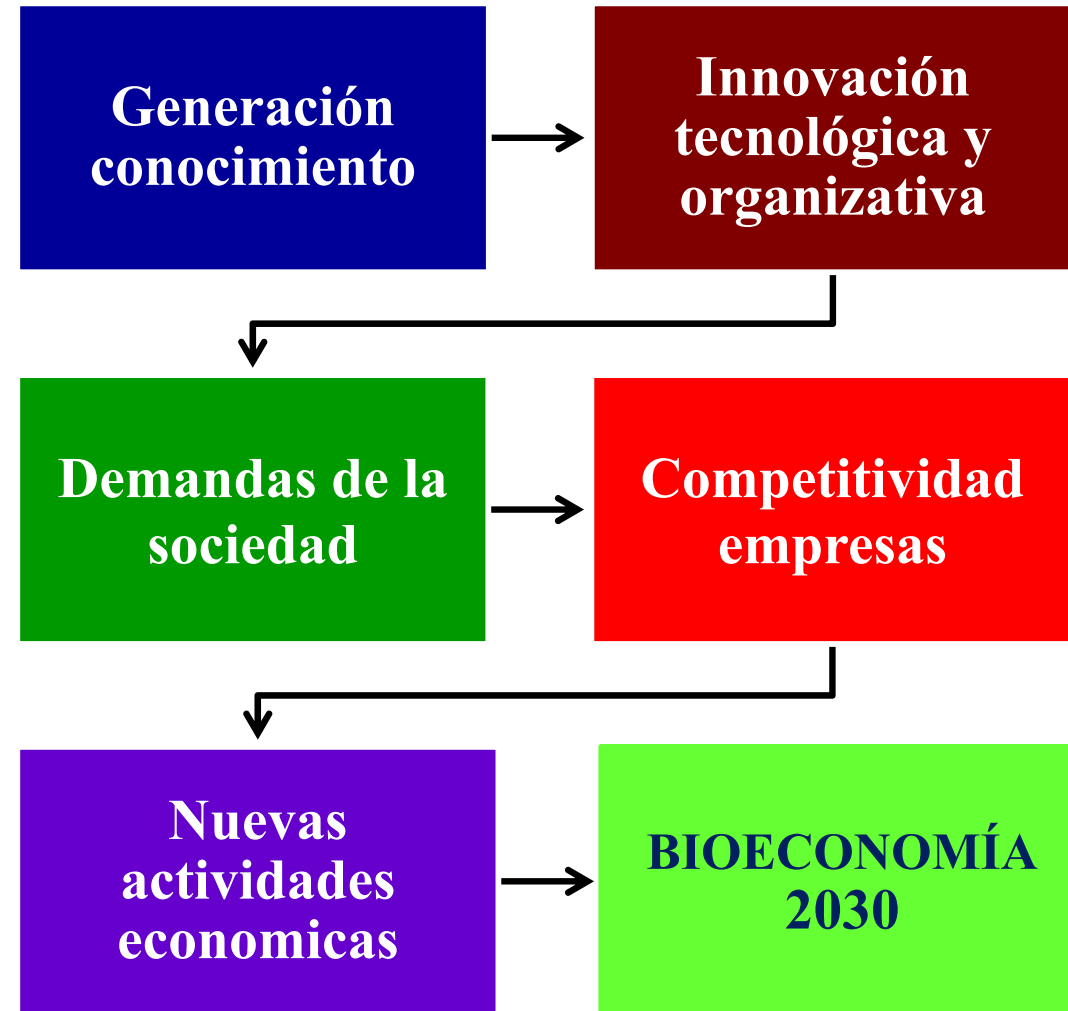 Generación
conocimiento
Innovación
tecnológica y
organizativa
Demandas de la
sociedad
Competitividad
empresas
Nuevas
actividades
economicas
BIOECONOMÍA
2030